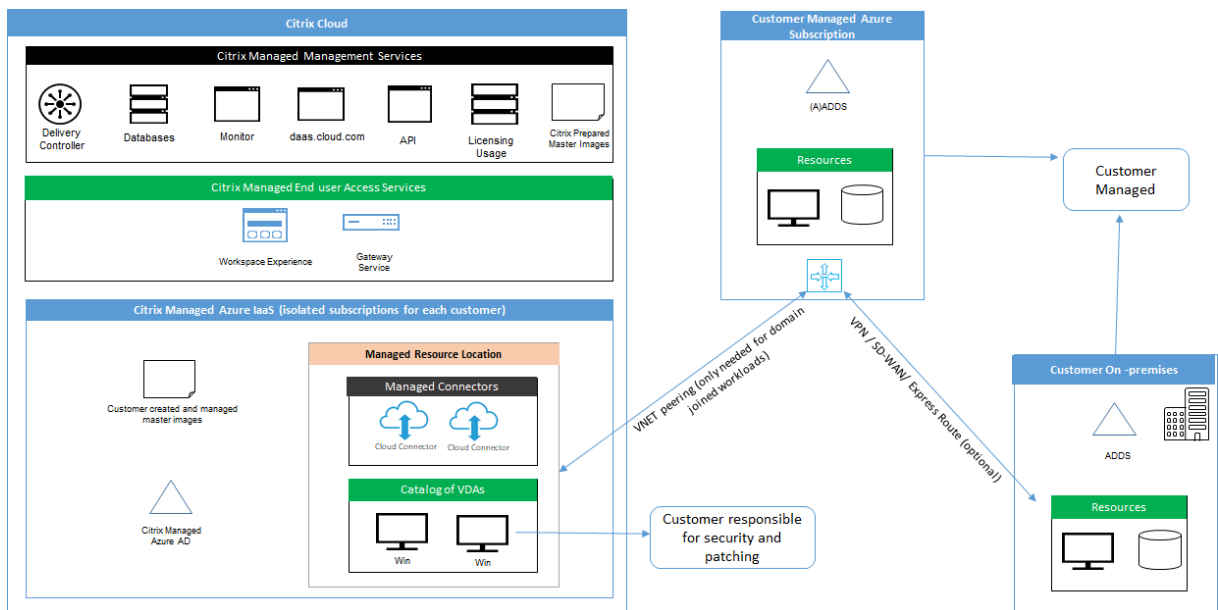 Citrix Cloud
Citrix Managed Management Services
Delivery
Controller
Databases
Monitor
daas.cloud.com
API
Licensing
Usage
Citrix Prepared
Master Images
Citrix Managed End user Access Services
Workspace Experience
Gateway
Service
Citrix Managed Azure IaaS (isolated subscriptions for each customer)
Customer created and managed
master images
Citrix Managed
Azure AD
Managed Resource Location
Managed Connectors
Cloud Connector
Cloud Connector
Catalog of VDAs
Win
Win
Customer responsible
for security and
patching
VNET peering (only needed for domain
joined workloads)
Customer Managed Azure
Subscription
(A)ADDS
Resources
VPN / SD-WAN/ Express Route (optional)
Customer
Managed
Customer On -premises
ADDS
Resources